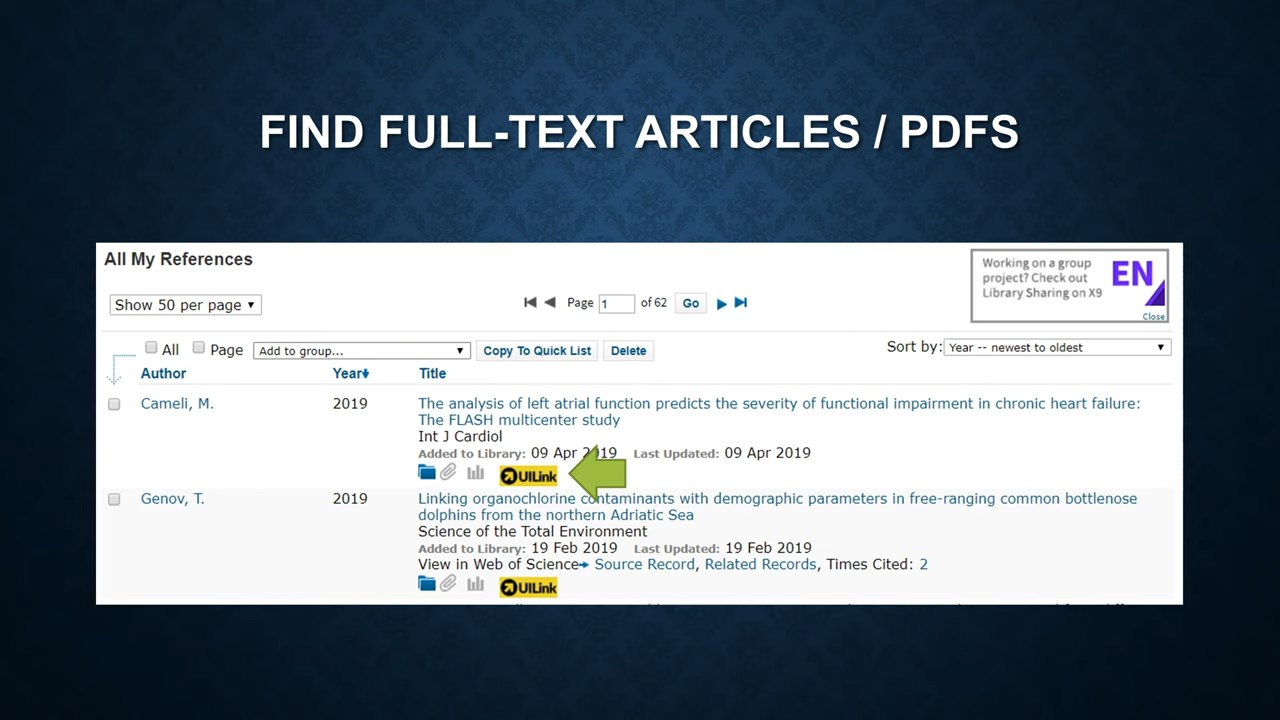 FIND FULL-TEXT ARTICLES / PDFS
All My References
Working on a group
project? Check out
Library Sharing on X9
EN
Close
Show 50 per page
Page 1 of 62 Go
All Page Add to group... Copy To Quick List Delete
Sort by: Year -- newest to oldest
Author Year Title
Cameli, M. 2019 The analysis of left atrial function predicts the severity of functional impairment in chronic heart failure:
The FLASH multicenter study
Int J Cardiol
Added to Library: 09 Apr 2019 Last Updated: 09 Apr 2019
UILink
Genov, T. 2019 Linking organochlorine contaminants with demographic parameters in free-ranging common bottlenose
dolphins from the northern Adriatic Sea
Science of the Total Environment
Added to Library: 19 Feb 2019 Last Updated: 19 Feb 2019
View in Web of Science Source Record, Related Records, Times Cited: 2
UILink